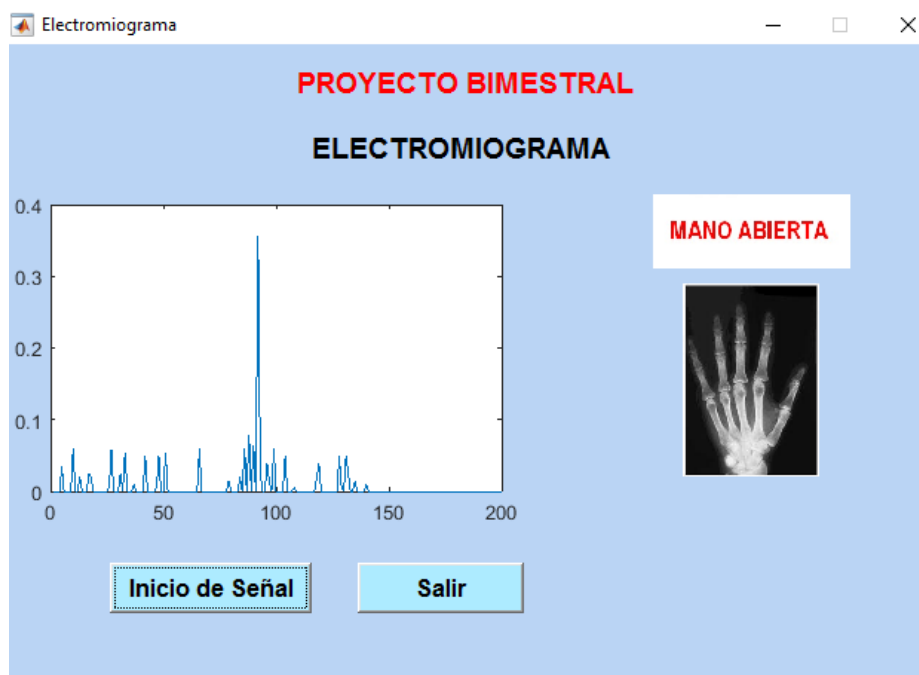 Electromiograma
PROYECTO BIMESTRAL
ELECTROMIOGRAMA
0.4
0.3
0.2
0.1
0
0 50 100 150 200
MANO ABIERTA
Inicio de Señal
Salir